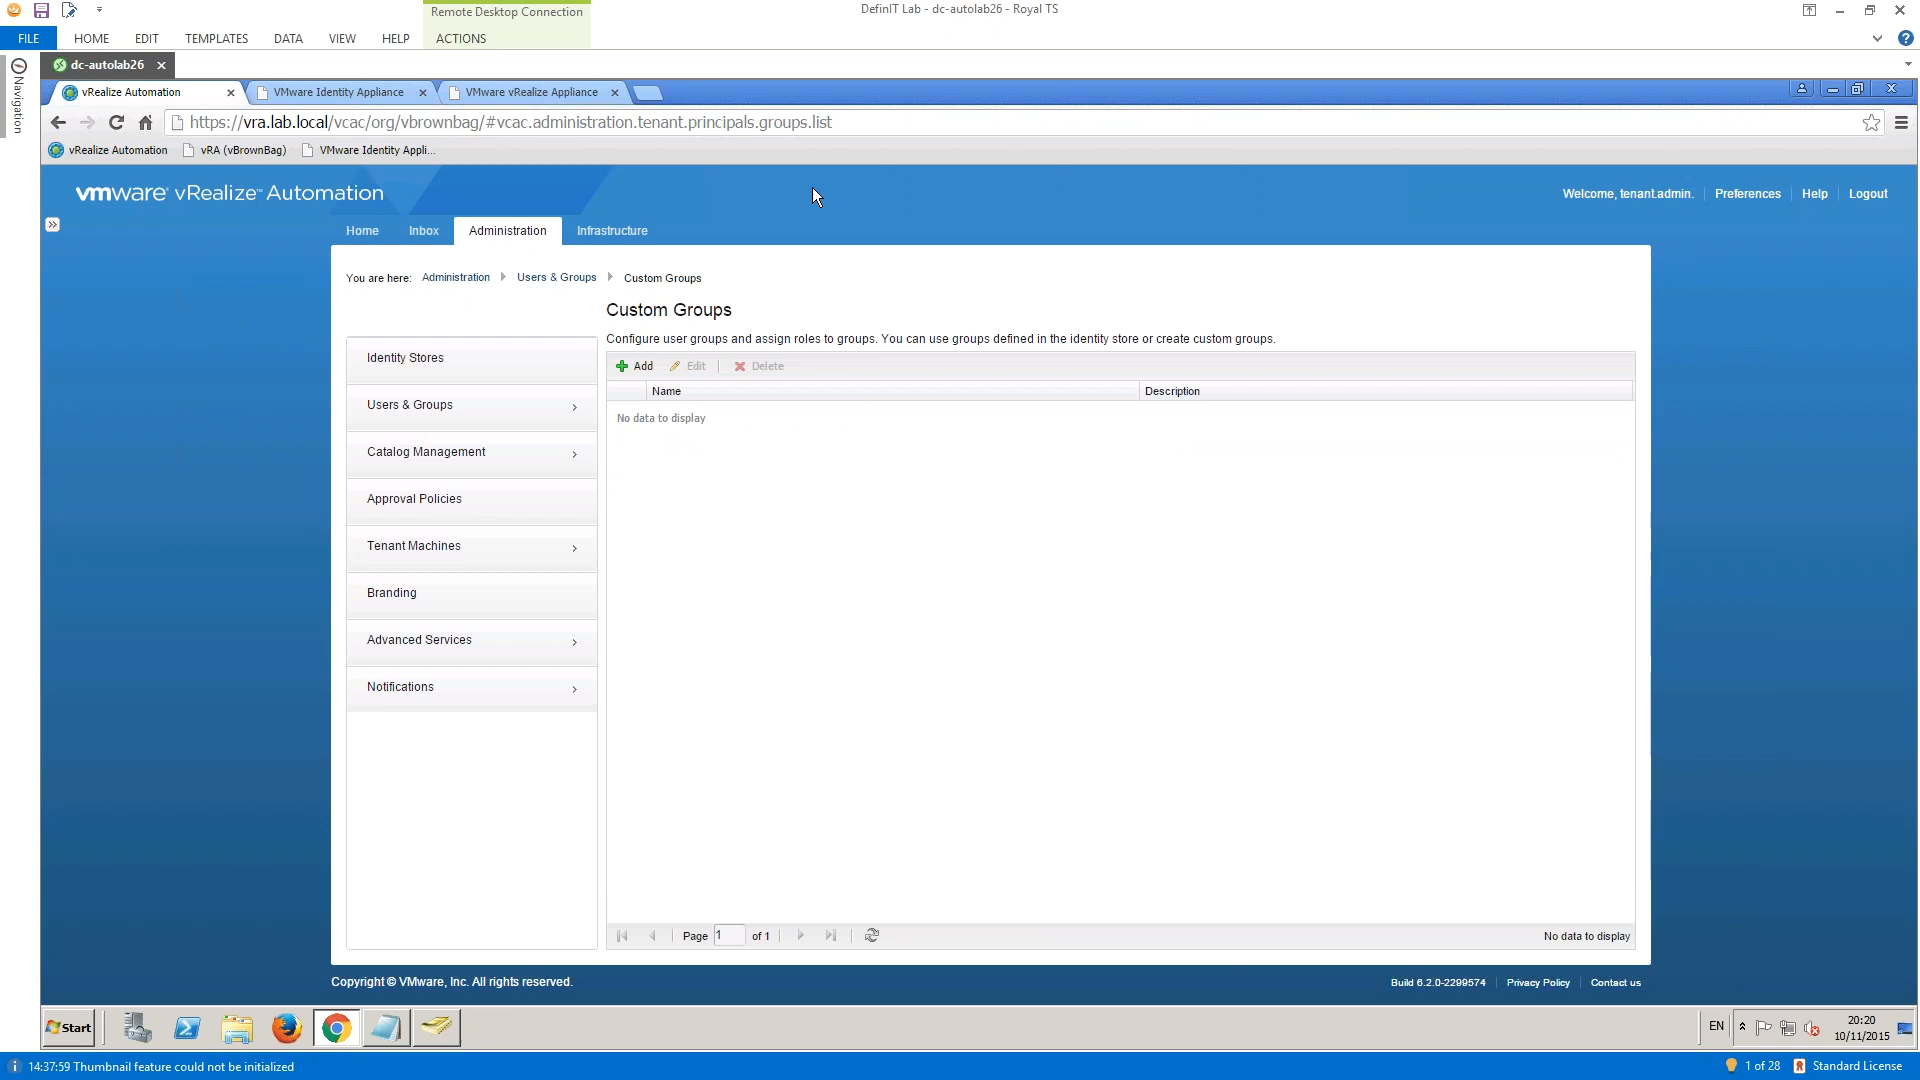 Remote Desktop Connection
DefinIT Lab - dc-autolab26 - Royal TS
FILE HOME EDIT TEMPLATES DATA VIEW HELP ACTIONS
Navigation
dc-autolab26
vRealize Automation VMware Identity Appliance VMware vRealize Appliance
https://vra.lab.local/vcac/org/vbrownbag/#vcac.administration.tenant.principals.groups.list
vRealize Automation vRA (vBrownBag) VMware Identity Appli...
vmware vRealize™ Automation
Welcome, tenant.admin. Preferences Help Logout
Home Inbox Administration Infrastructure
You are here: Administration Users & Groups Custom Groups
Custom Groups
Configure user groups and assign roles to groups. You can use groups defined in the identity store or create custom groups.
Identity Stores
Users & Groups
Catalog Management
Approval Policies
Tenant Machines
Branding
Advanced Services
Notifications
Add Edit Delete
Name Description
No data to display
Page 1 of 1
No data to display
Copyright © VMware, Inc. All rights reserved.
Build 6.2.0-2299574 Privacy Policy Contact us
Start
EN
20:20
10/11/2015
14:37:59 Thumbnail feature could not be initialized
1 of 28 Standard License